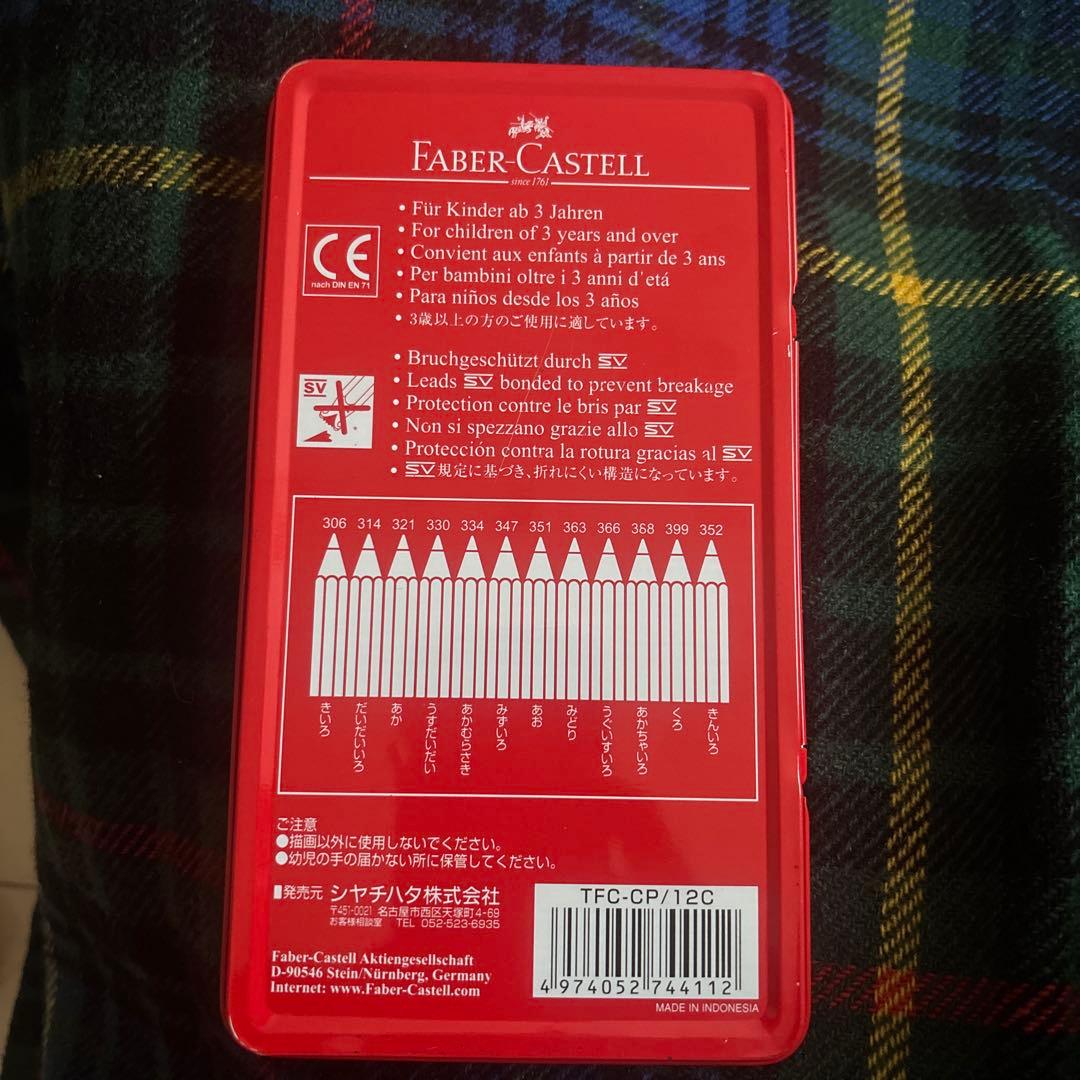 FABER-CASTELL
since 1761
• Für Kinder ab 3 Jahren
• For children of 3 years and over
• Convient aux enfants à partir de 3 ans
• Per bambini oltre i 3 anni d'etá
• Para niños desde los 3 años
• 3歳以上の方のご使用に適しています。
CE
nach DIN EN 71
• Bruchgeschützt durch SV
• Leads SV bonded to prevent breakage
• Protection contre le bris par SV
• Non si spezzano grazie allo SV
• Protección contra la rotura gracias al SV
• SV規定に基づき、折れにくい構造になっています。
SV
306 314 321 330 334 347 351 363 366 368 399 352
きいろ
だいだいいろ
あか
うすだいだい
あかむらさき
みずいろ
あお
みどり
うぐいすいろ
あかちゃいろ
くろ
きんいろ
ご注意
●描画以外に使用しないでください。
●幼児の手の届かない所に保管してください。
▮発売元 シヤチハタ株式会社
〒451-0021 名古屋市西区天塚町4-69
お客様相談室 TEL 052-523-6935
Faber-Castell Aktiengesellschaft
D-90546 Stein/Nürnberg, Germany
Internet: www.Faber-Castell.com
TFC-CP/12C
4 974052 744112
MADE IN INDONESIA